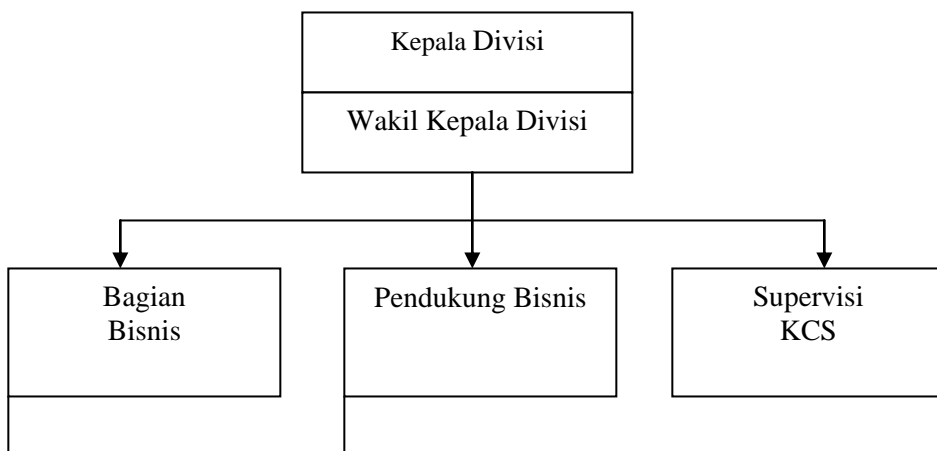 Kepala Divisi
Wakil Kepala Divisi
Bagian
Bisnis
Pendukung Bisnis
Supervisi
KCS